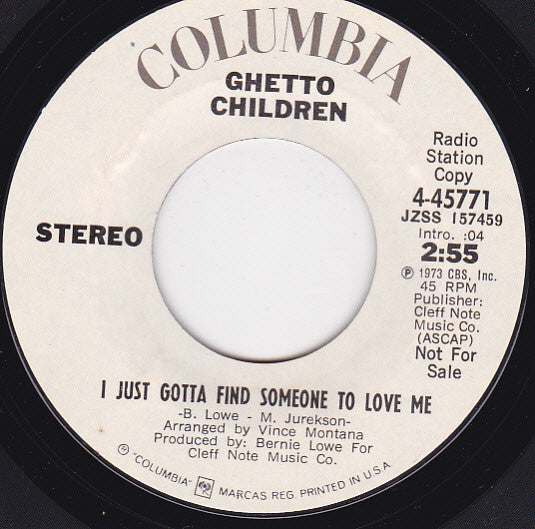 COLUMBIA
GHETTO
CHILDREN
Radio
Station
Copy
4-45771
JZSS 157459
Intro. :04
2:55
Ⓟ 1973 CBS, Inc.
45 RPM
Publisher:
Cleff Note
Music Co.
(ASCAP)
Not For
Sale
STEREO
I JUST GOTTA FIND SOMEONE TO LOVE ME
-B. Lowe - M. Jurekson-
Arranged by Vince Montana
Produced by: Bernie Lowe For
Cleff Note Music Co.
® "COLUMBIA" MARCAS REG. PRINTED IN U.S.A